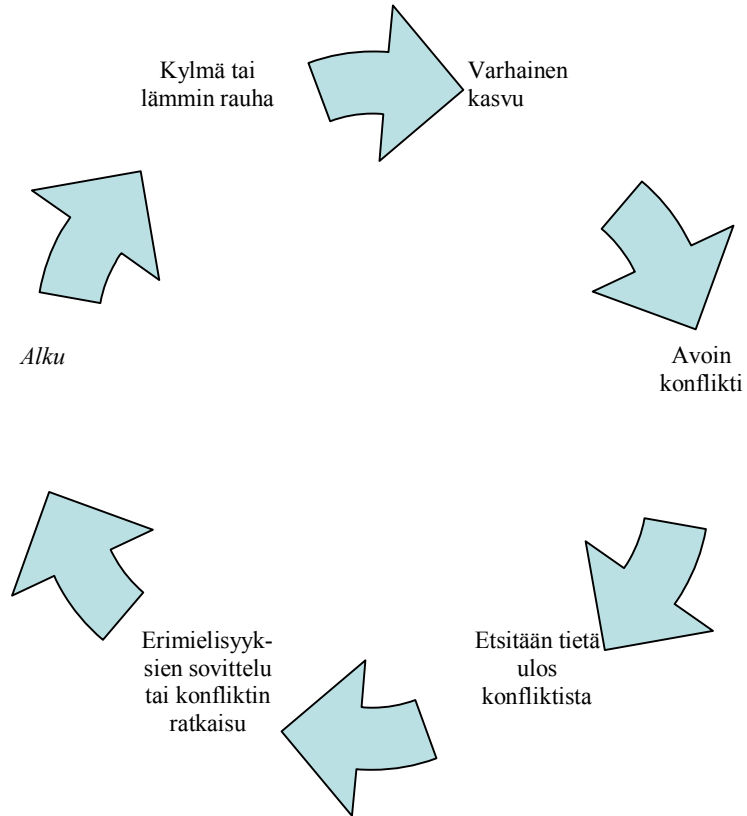 Kylmä tai
lämmin rauha
Varhainen
kasvu
Alku
Avoin
konflikti
Erimielisyyk-
sien sovittelu
tai konfliktin
ratkaisu
Etsitään tietä
ulos
konfliktista